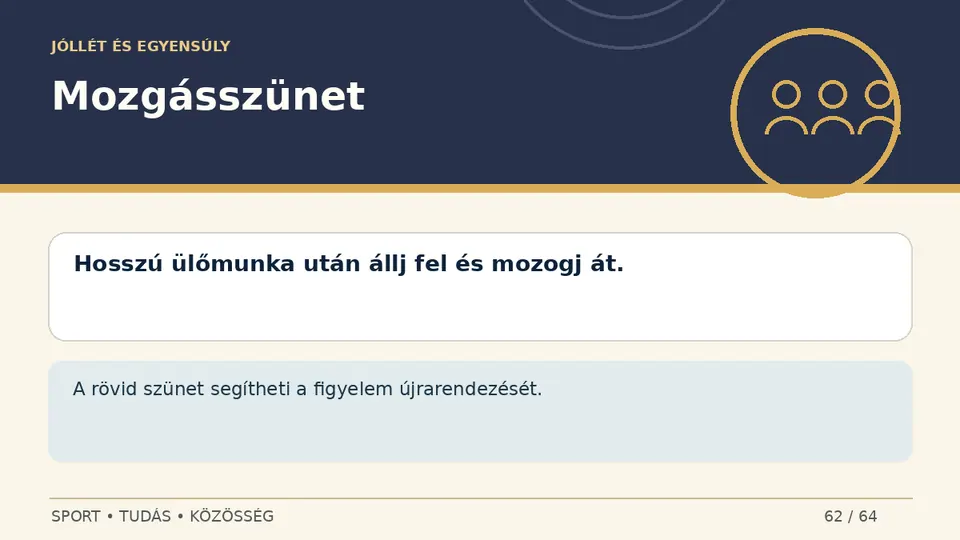 JÓLLÉT ÉS EGYENSÚLY
Mozgásszünet
Hosszú ülőmunka után állj fel és mozogj át.
A rövid szünet segítheti a figyelem újrarendezését.
SPORT • TUDÁS • KÖZÖSSÉG
62 / 64